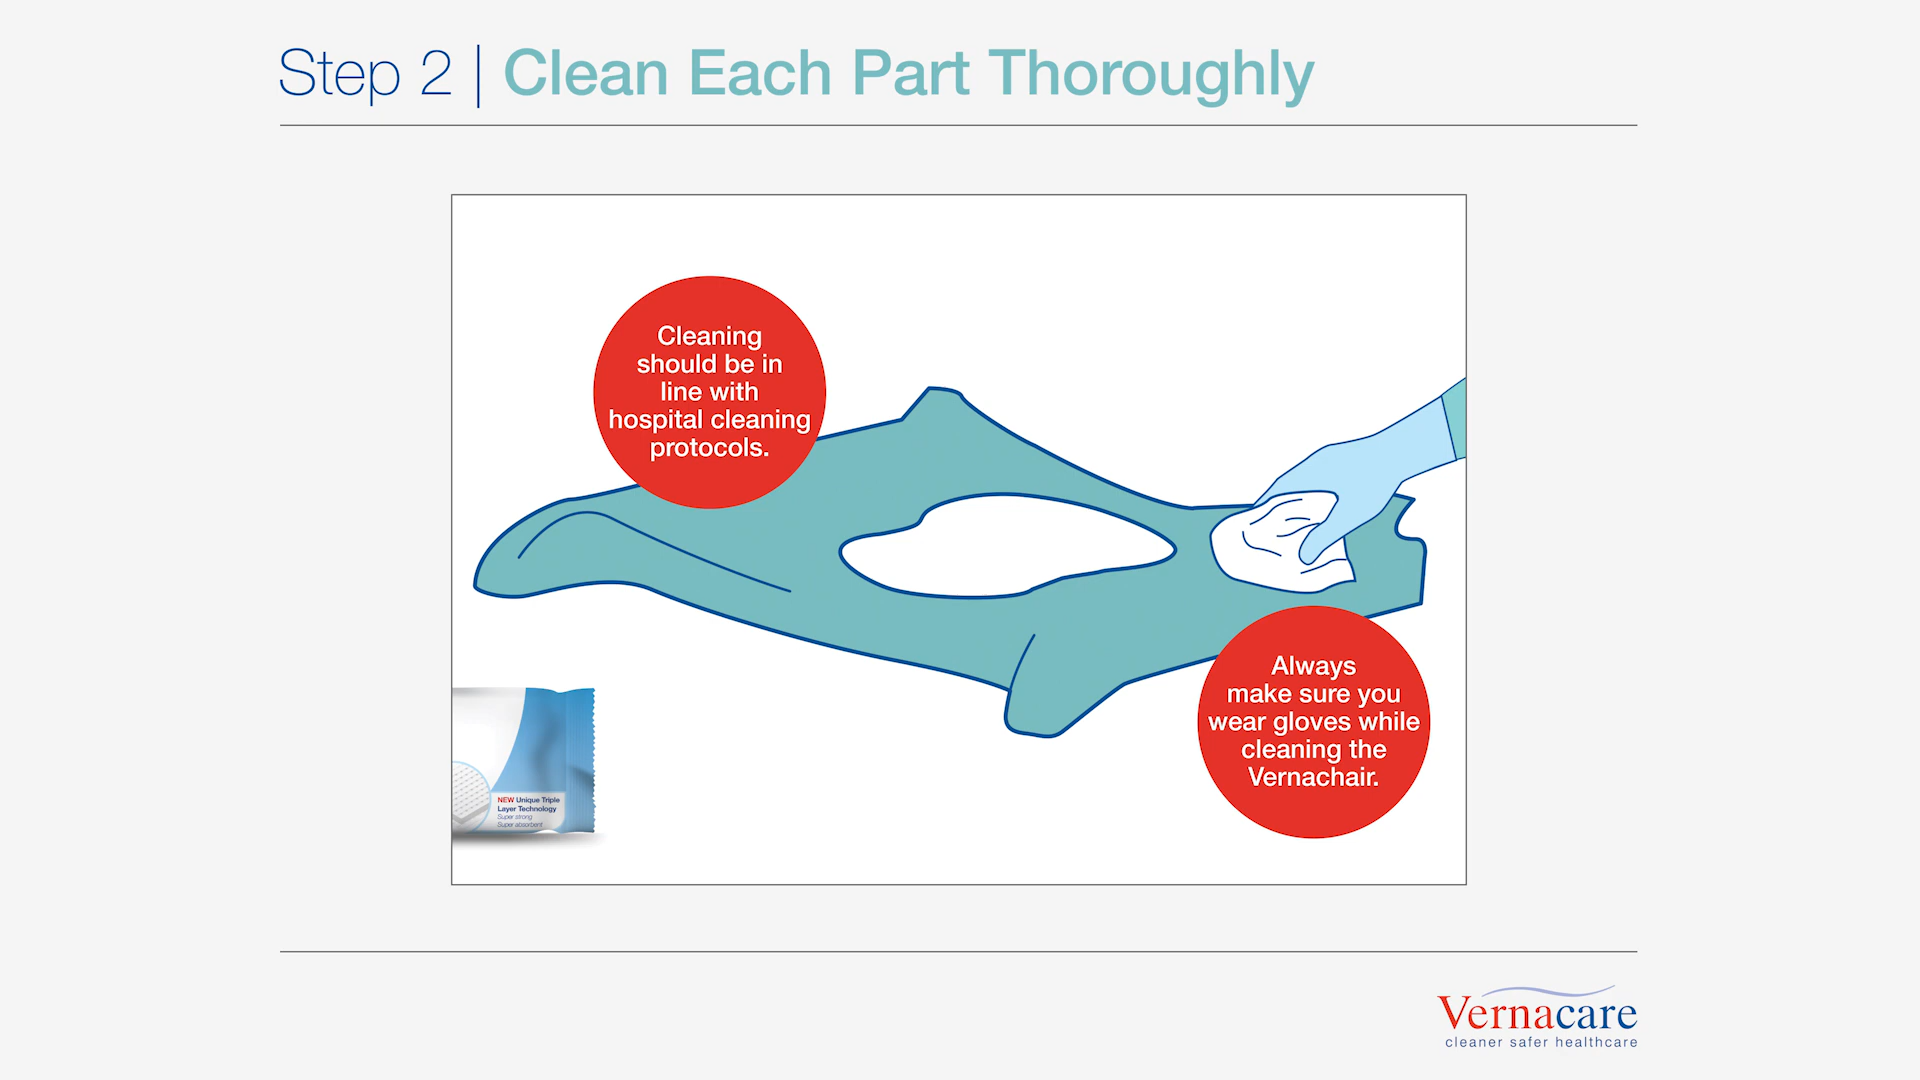 Step 2 | Clean Each Part Thoroughly
Cleaning
should be in
line with
hospital cleaning
protocols.
Always
make sure you
wear gloves while
cleaning the
Vernachair.
NEW Unique Triple
Layer Technology
Super strong
Super absorbent
Vernacare
cleaner safer healthcare